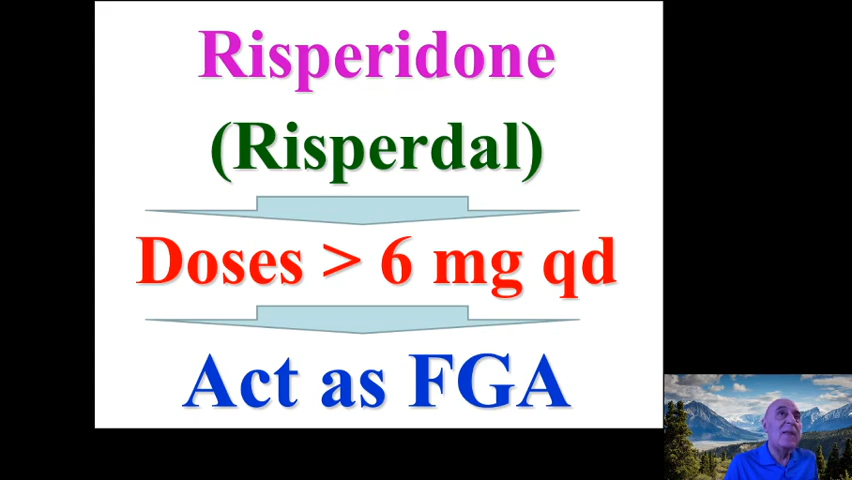 Risperidone
(Risperdal)
Doses > 6 mg qd
Act as FGA